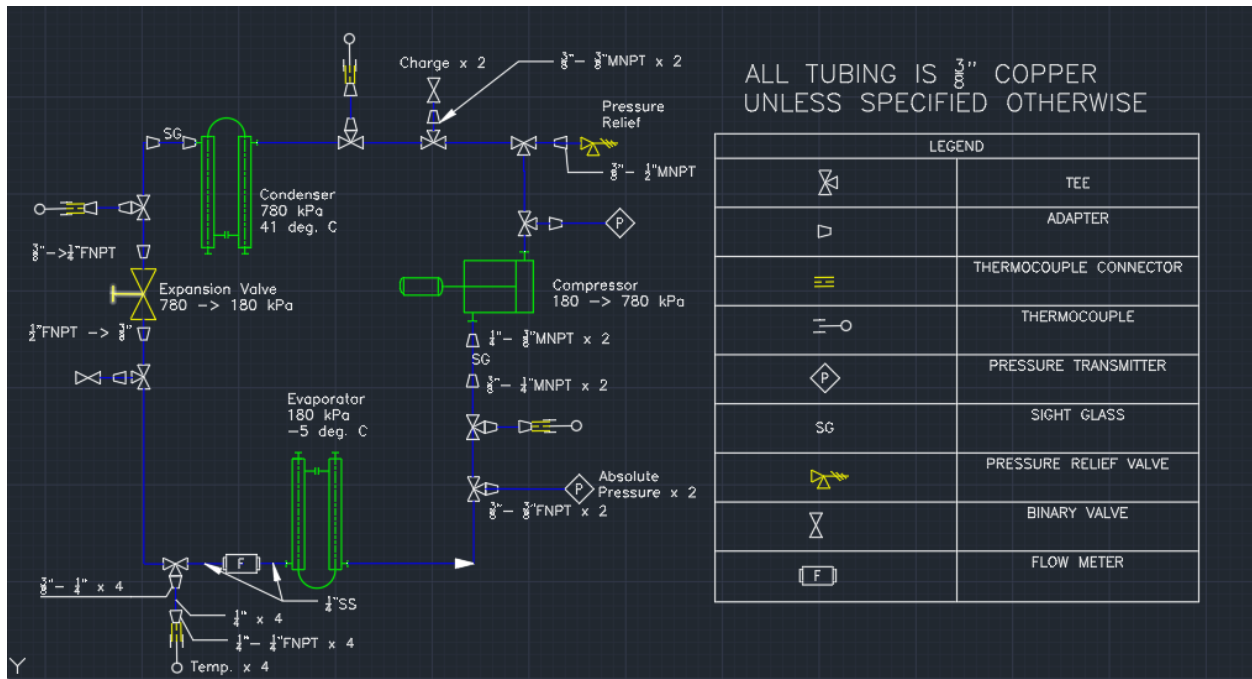 Charge x 2
3/8"- 3/8"MNPT x 2
Pressure
Relief
3/8"- 1/2"MNPT
SG
Condenser
780 kPa
41 deg. C
P
3/8"->1/4"FNPT
Expansion Valve
780 -> 180 kPa
Compressor
180 -> 780 kPa
1/2"FNPT -> 3/8"
1/4"- 3/8"MNPT x 2
SG
3/8"- 1/4"MNPT x 2
Evaporator
180 kPa
-5 deg. C
P
Absolute
Pressure x 2
3/8"- 3/8"FNPT x 2
F
3/8"- 1/4" x 4
1/4"SS
1/4" x 4
1/4"- 1/4"FNPT x 4
Temp. x 4
Y
ALL TUBING IS 3/8" COPPER
UNLESS SPECIFIED OTHERWISE
LEGEND
TEE
ADAPTER
THERMOCOUPLE CONNECTOR
THERMOCOUPLE
P PRESSURE TRANSMITTER
SG SIGHT GLASS
PRESSURE RELIEF VALVE
BINARY VALVE
F FLOW METER